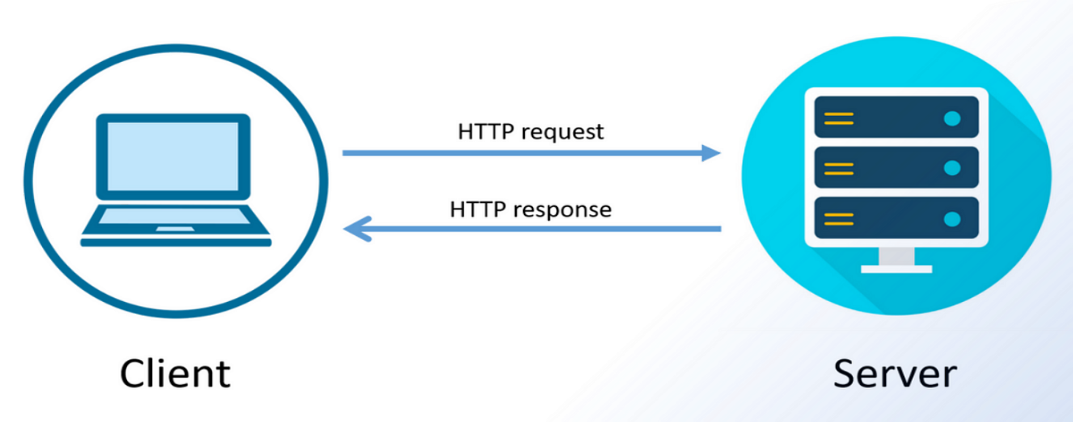 HTTP request
HTTP response
Client
Server